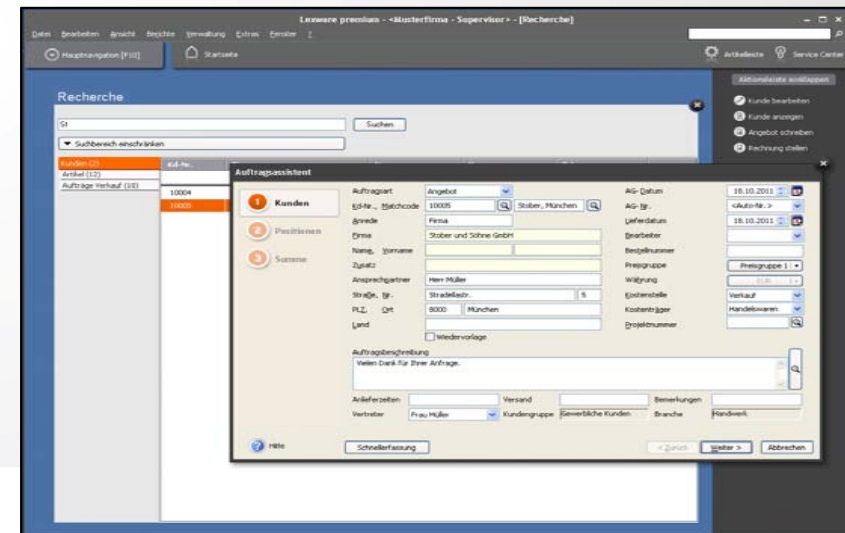 Lexware premium - <Musterfirma - Supervisor> - [Recherche]
Datei Bearbeiten Ansicht Berichte Verwaltung Extras Fenster ?
Hauptnavigation [F10] Startseite Artikelleiste Service Center
Aktionsleiste einklappen
Kunde bearbeiten
Kunde anzeigen
Angebot schreiben
Rechnung stellen
Recherche
St Suchen
Suchbereich einschränken
Kunden (2) Kd-Nr.
Artikel (12)
Aufträge Verkauf (10)
10004
10005
Auftragsassistent
1 Kunden
2 Positionen
3 Summe
Auftragsart Angebot AG-Datum 18.10.2011
Kd-Nr., Matchcode 10005 Stober, München AG-Nr. <Auto-Nr.>
Anrede Firma Lieferdatum 18.10.2011
Firma Stober und Söhne GmbH Bearbeiter
Name, Vorname Bestellnummer
Zusatz Preisgruppe Preisgruppe 1
Ansprechpartner Herr Müller Währung EUR
Straße, Nr. Stradellastr. 5 Kostenstelle Verkauf
PLZ, Ort 8000 München Kostenträger Handelswaren
Land Projektnummer
Wiedervorlage
Auftragsbeschreibung
Vielen Dank für Ihrer Anfrage.
Anlieferzeiten Versand Bemerkungen
Vertreter Frau Müller Kundengruppe Gewerbliche Kunden Branche Handwerk
Hilfe Schnellerfassung < Zurück Weiter > Abbrechen